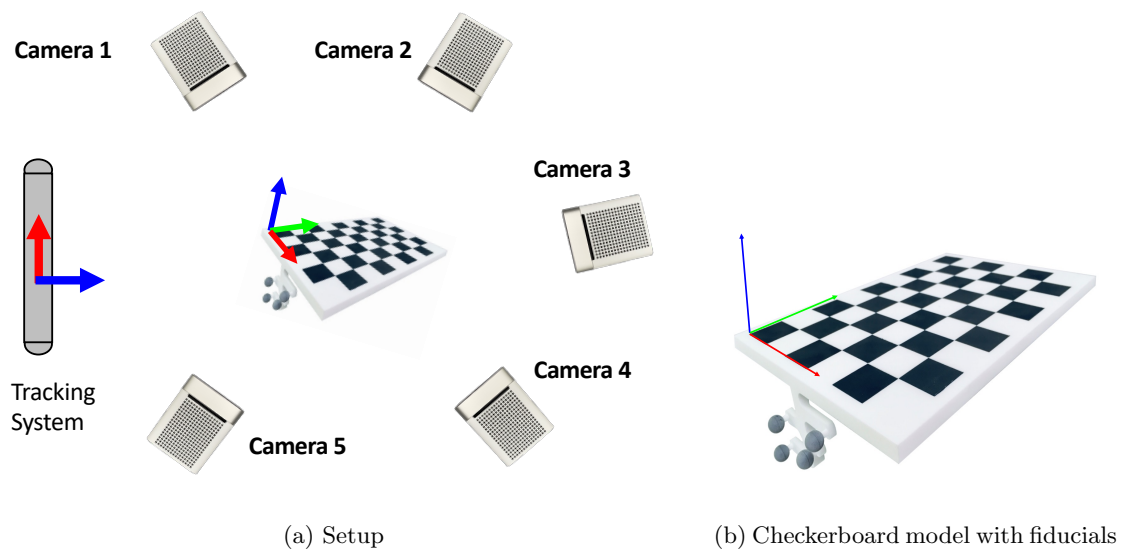 Camera 1
Camera 2
Camera 3
Tracking
System
Camera 4
Camera 5
(a) Setup
(b) Checkerboard model with fiducials